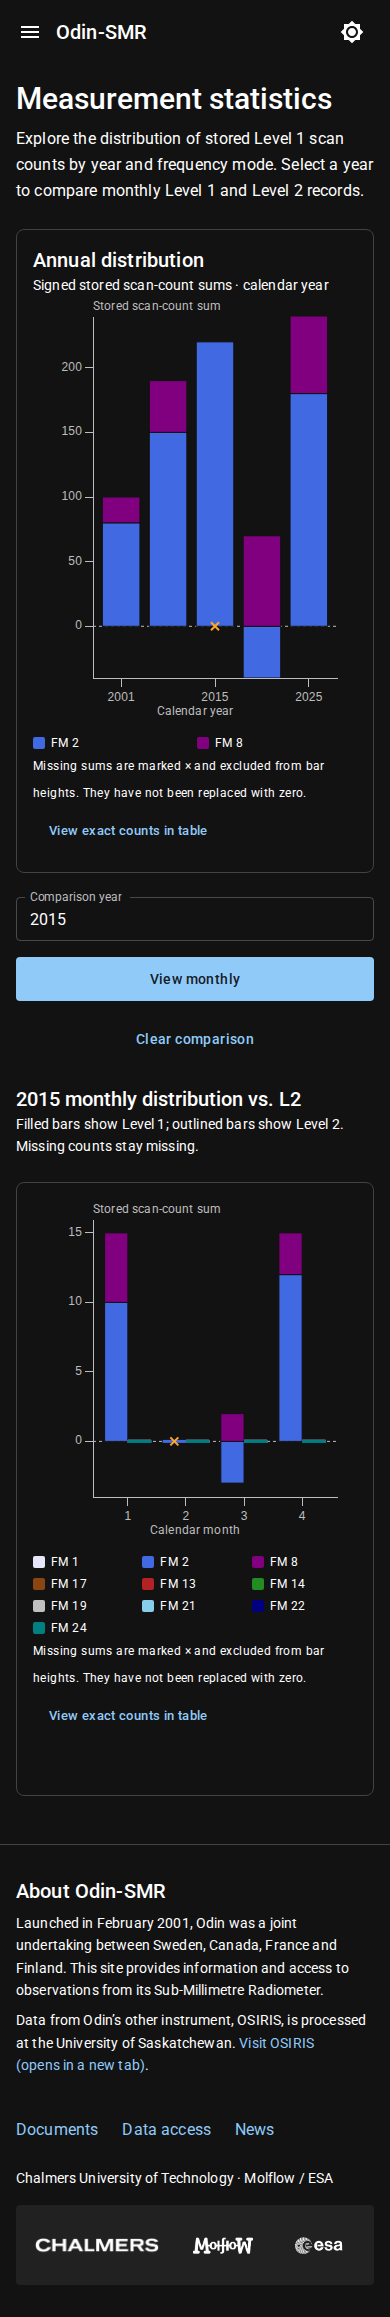 Odin-SMR
Measurement statistics
Explore the distribution of stored Level 1 scan
counts by year and frequency mode. Select a year
to compare monthly Level 1 and Level 2 records.
Annual distribution
Signed stored scan-count sums · calendar year
Stored scan-count sum
200
150
100
50
0
2001 2015 2025
Calendar year
FM 2 FM 8
Missing sums are marked × and excluded from bar
heights. They have not been replaced with zero.
View exact counts in table
Comparison year
2015
View monthly
Clear comparison
2015 monthly distribution vs. L2
Filled bars show Level 1; outlined bars show Level 2.
Missing counts stay missing.
Stored scan-count sum
15
10
5
0
1 2 3 4
Calendar month
FM 1 FM 2 FM 8
FM 17 FM 13 FM 14
FM 19 FM 21 FM 22
FM 24
Missing sums are marked × and excluded from bar
heights. They have not been replaced with zero.
View exact counts in table
About Odin-SMR
Launched in February 2001, Odin was a joint
undertaking between Sweden, Canada, France and
Finland. This site provides information and access to
observations from its Sub-Millimetre Radiometer.
Data from Odin’s other instrument, OSIRIS, is processed
at the University of Saskatchewan. Visit OSIRIS
(opens in a new tab).
Documents Data access News
Chalmers University of Technology · Molflow / ESA
CHALMERS MOLFLOW esa